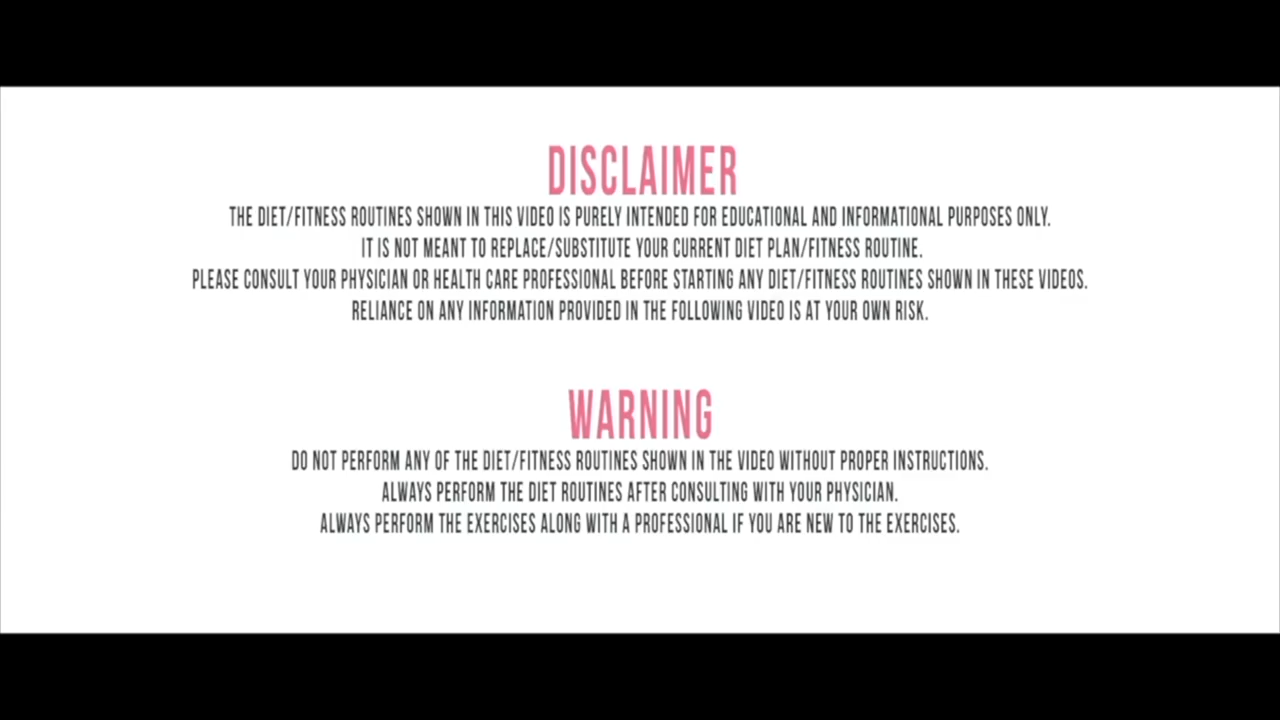 DISCLAIMER
THE DIET/FITNESS ROUTINES SHOWN IN THIS VIDEO IS PURELY INTENDED FOR EDUCATIONAL AND INFORMATIONAL PURPOSES ONLY.
IT IS NOT MEANT TO REPLACE/SUBSTITUTE YOUR CURRENT DIET PLAN/FITNESS ROUTINE.
PLEASE CONSULT YOUR PHYSICIAN OR HEALTH CARE PROFESSIONAL BEFORE STARTING ANY DIET/FITNESS ROUTINES SHOWN IN THESE VIDEOS.
RELIANCE ON ANY INFORMATION PROVIDED IN THE FOLLOWING VIDEO IS AT YOUR OWN RISK.
WARNING
DO NOT PERFORM ANY OF THE DIET/FITNESS ROUTINES SHOWN IN THE VIDEO WITHOUT PROPER INSTRUCTIONS.
ALWAYS PERFORM THE DIET ROUTINES AFTER CONSULTING WITH YOUR PHYSICIAN.
ALWAYS PERFORM THE EXERCISES ALONG WITH A PROFESSIONAL IF YOU ARE NEW TO THE EXERCISES.